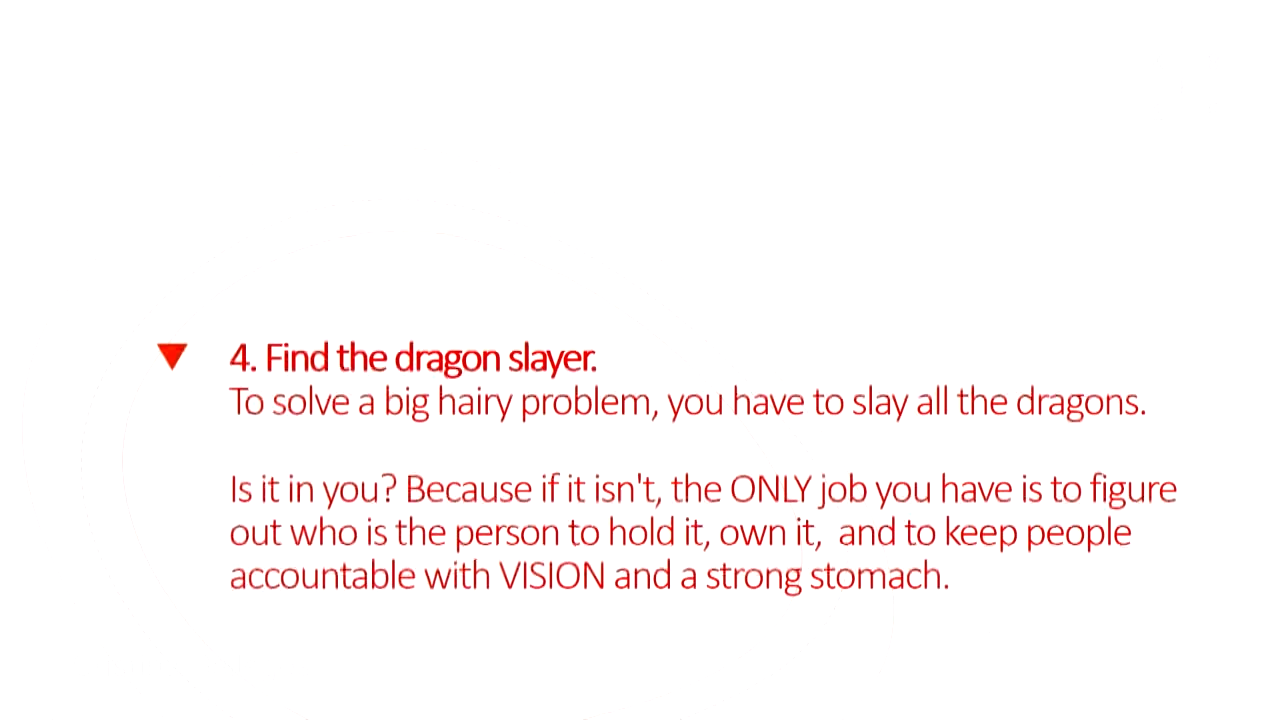 4. Find the dragon slayer.
To solve a big hairy problem, you have to slay all the dragons.
Is it in you? Because if it isn't, the ONLY job you have is to figure
out who is the person to hold it, own it,  and to keep people
accountable with VISION and a strong stomach.